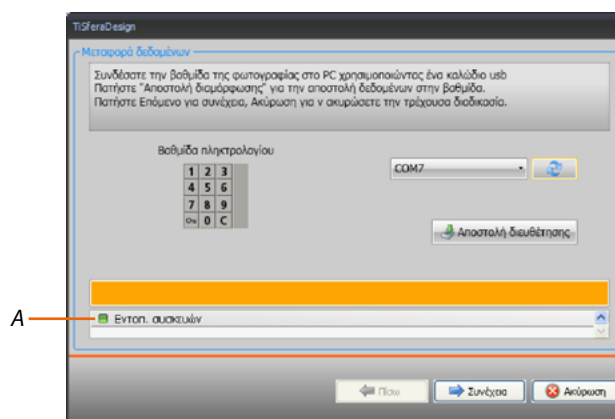 TiSferaDesign
Μεταφορά δεδομένων
Συνδέσατε την βαθμίδα της φωτογραφίας στο PC χρησιμοποιώντας ένα καλώδιο usb
Πατήστε "Αποστολή διαμόρφωσης" για την αποστολή δεδομένων στην βαθμίδα.
Πατήστε Επόμενο για συνέχεια, Ακύρωση για ν ακυρώσετε την τρέχουσα διαδικασία.
Βαθμίδα πληκτρολογίου
1 2 3
4 5 6
7 8 9
0 C
COM7
Αποστολή διευθέτησης
A
Εντοπ. συσκευών
Πίσω
Συνέχεια
Ακύρωση